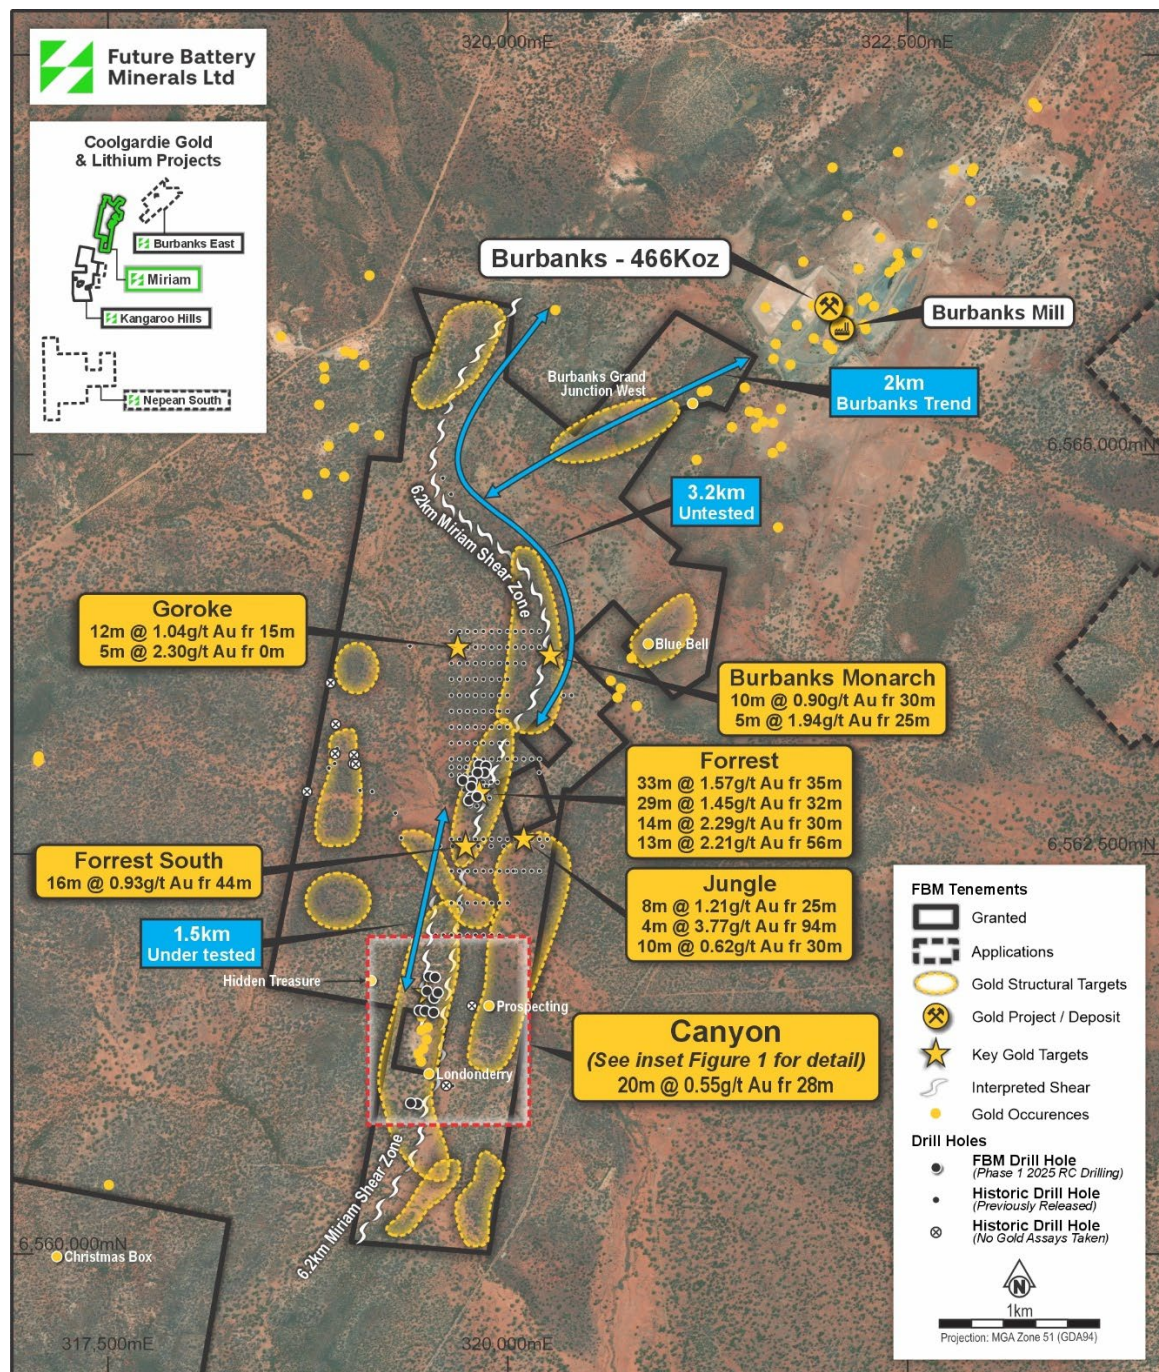 320,000mE
322,500mE
Future Battery
Minerals Ltd
Coolgardie Gold
& Lithium Projects
Burbanks East
Miriam
Kangaroo Hills
Nepean South
Burbanks - 466Koz
Burbanks Mill
Burbanks Grand
Junction West
2km
Burbanks Trend
6,565,000mN
3.2km
Untested
6.2km Miriam Shear Zone
Goroke
12m @ 1.04g/t Au fr 15m
5m @ 2.30g/t Au fr 0m
Blue Bell
Burbanks Monarch
10m @ 0.90g/t Au fr 30m
5m @ 1.94g/t Au fr 25m
Forrest
33m @ 1.57g/t Au fr 35m
29m @ 1.45g/t Au fr 32m
14m @ 2.29g/t Au fr 30m
13m @ 2.21g/t Au fr 56m
6,562,500mN
Forrest South
16m @ 0.93g/t Au fr 44m
Jungle
8m @ 1.21g/t Au fr 25m
4m @ 3.77g/t Au fr 94m
10m @ 0.62g/t Au fr 30m
1.5km
Under tested
Hidden Treasure
Prospecting
Canyon
(See inset Figure 1 for detail)
20m @ 0.55g/t Au fr 28m
Londonderry
6.2km Miriam Shear Zone
6,560,000mN
Christmas Box
317,500mE
320,000mE
FBM Tenements
Granted
Applications
Gold Structural Targets
Gold Project / Deposit
Key Gold Targets
Interpreted Shear
Gold Occurences
Drill Holes
FBM Drill Hole
(Phase 1 2025 RC Drilling)
Historic Drill Hole
(Previously Released)
Historic Drill Hole
(No Gold Assays Taken)
N
1km
Projection: MGA Zone 51 (GDA94)